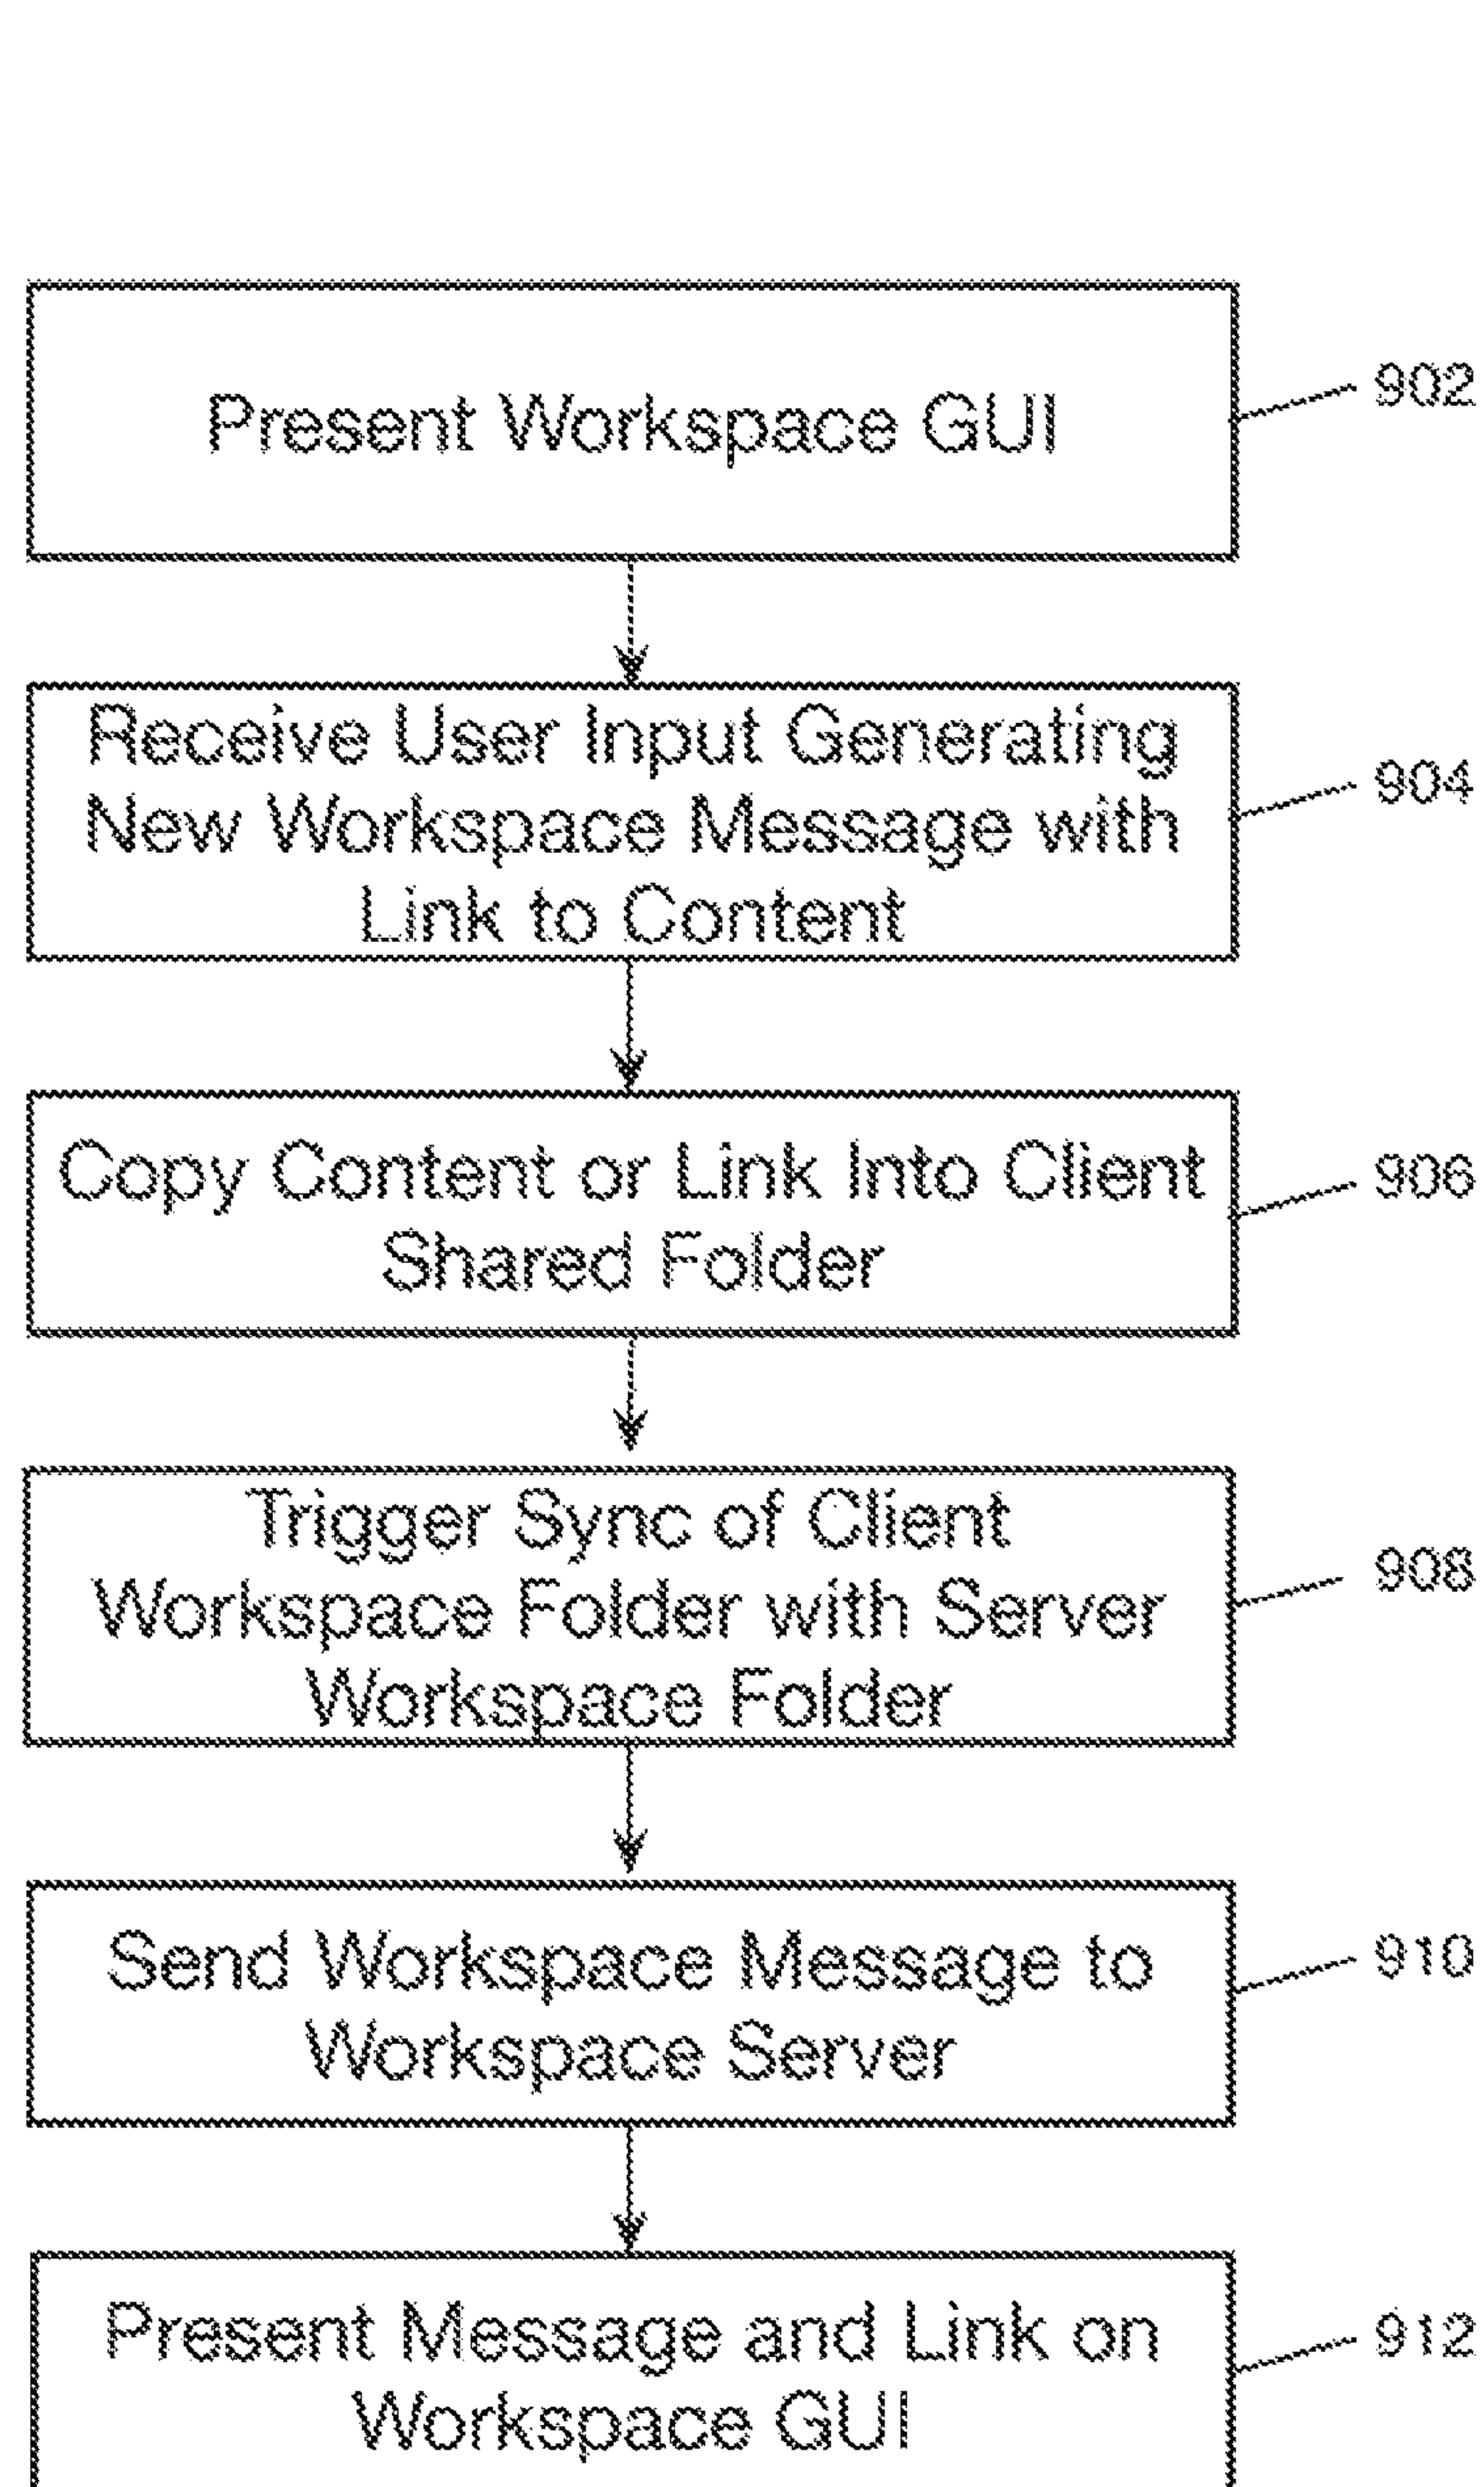 Present Workspace GUI
902
Receive User Input Generating
New Workspace Message with
Link to Content
904
Copy Content or Link Into Client
Shared Folder
906
Trigger Sync of Client
Workspace Folder with Server
Workspace Folder
908
Send Workspace Message to
Workspace Server
910
Present Message and Link on
Workspace GUI
912